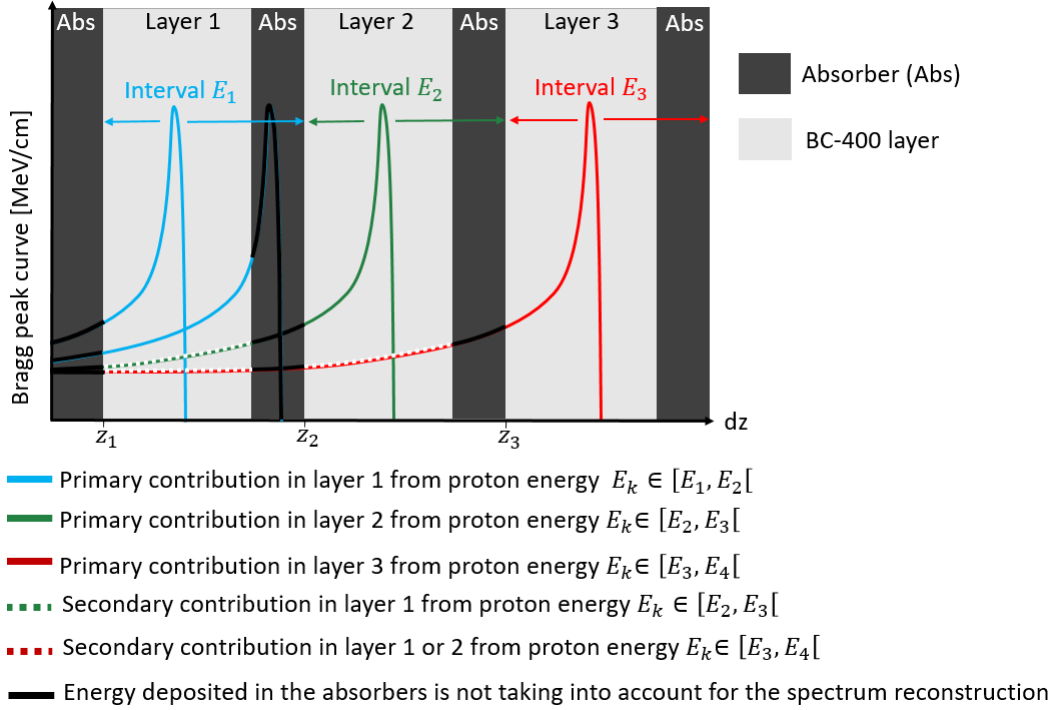 Abs Layer 1 Abs Layer 2 Abs Layer 3 Abs
Interval E₁ Interval E₂ Interval E₃
Absorber (Abs)
BC-400 layer
Bragg peak curve [MeV/cm]
z₁ z₂ z₃ dz
Primary contribution in layer 1 from proton energy Eₖ ∈ [E₁, E₂[
Primary contribution in layer 2 from proton energy Eₖ∈ [E₂, E₃[
Primary contribution in layer 3 from proton energy Eₖ∈ [E₃, E₄[
Secondary contribution in layer 1 from proton energy Eₖ ∈ [E₂, E₃[
Secondary contribution in layer 1 or 2 from proton energy Eₖ∈ [E₃, E₄[
Energy deposited in the absorbers is not taking into account for the spectrum reconstruction